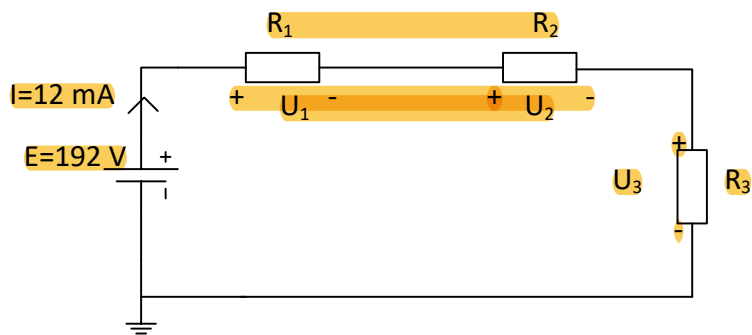 R1 R2
I=12 mA
+ - + -
U1 U2
E=192 V
+
-
+
U3 R3
-